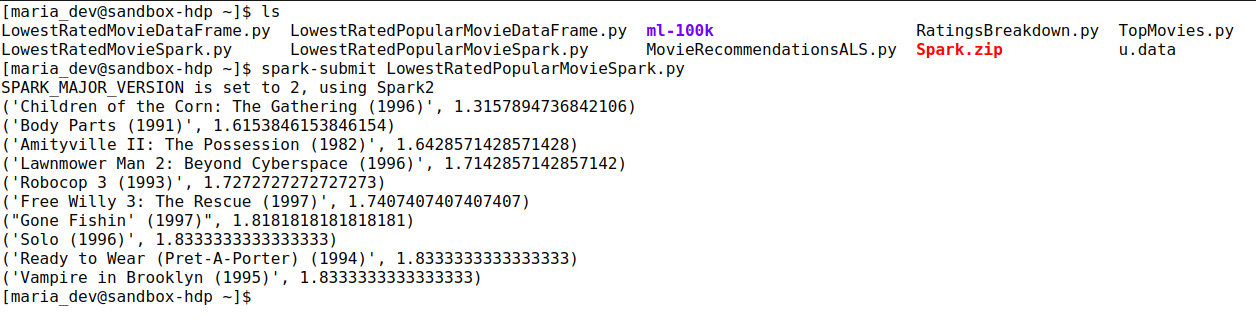 [maria_dev@sandbox-hdp ~]$ ls
LowestRatedMovieDataFrame.py  LowestRatedPopularMovieDataFrame.py  ml-100k                     RatingsBreakdown.py  TopMovies.py
LowestRatedMovieSpark.py      LowestRatedPopularMovieSpark.py      MovieRecommendationsALS.py  Spark.zip            u.data
[maria_dev@sandbox-hdp ~]$ spark-submit LowestRatedPopularMovieSpark.py
SPARK_MAJOR_VERSION is set to 2, using Spark2
('Children of the Corn: The Gathering (1996)', 1.3157894736842106)
('Body Parts (1991)', 1.6153846153846154)
('Amityville II: The Possession (1982)', 1.6428571428571428)
('Lawnmower Man 2: Beyond Cyberspace (1996)', 1.7142857142857142)
('Robocop 3 (1993)', 1.7272727272727273)
('Free Willy 3: The Rescue (1997)', 1.7407407407407407)
("Gone Fishin' (1997)", 1.8181818181818181)
('Solo (1996)', 1.8333333333333333)
('Ready to Wear (Pret-A-Porter) (1994)', 1.8333333333333333)
('Vampire in Brooklyn (1995)', 1.8333333333333333)
[maria_dev@sandbox-hdp ~]$